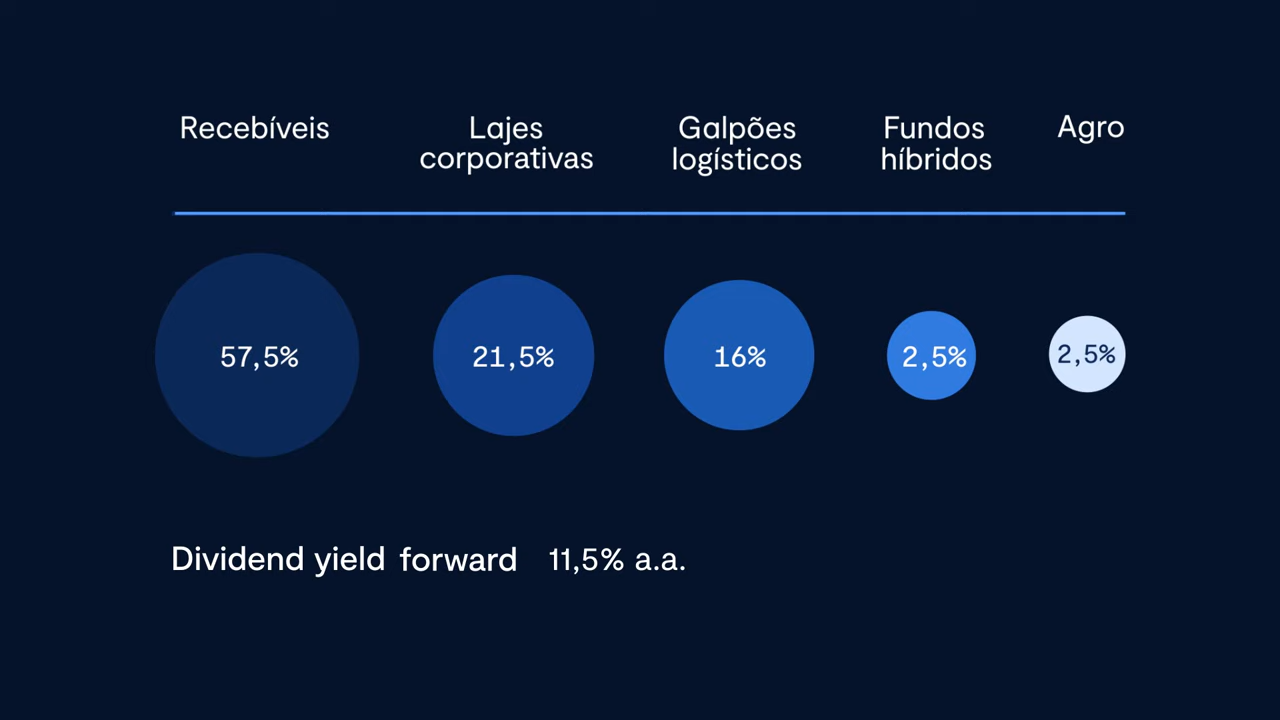 Recebíveis
Lajes
corporativas
Galpões
logísticos
Fundos
híbridos
Agro
57,5%
21,5%
16%
2,5%
2,5%
Dividend yield forward 11,5% a.a.